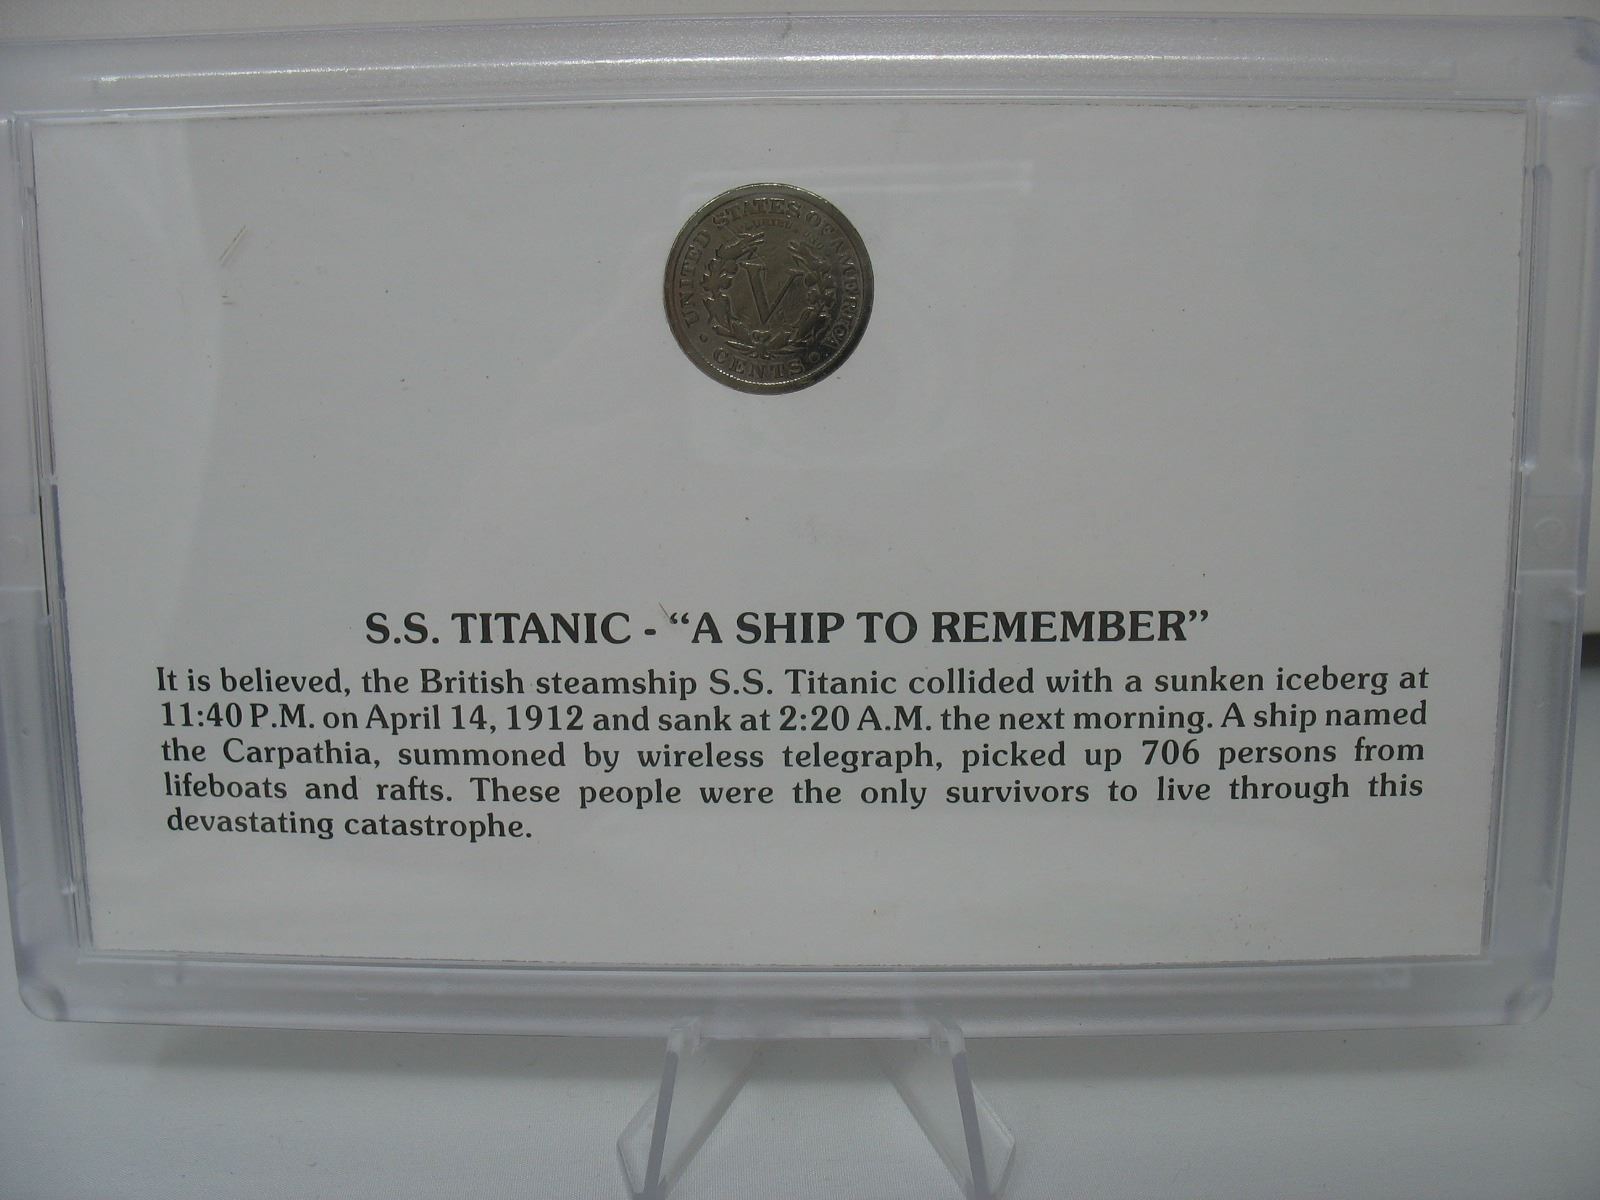 UNITED STATES OF AMERICA
V
CENTS
S.S. TITANIC - “A SHIP TO REMEMBER”
It is believed, the British steamship S.S. Titanic collided with a sunken iceberg at
11:40 P.M. on April 14, 1912 and sank at 2:20 A.M. the next morning. A ship named
the Carpathia, summoned by wireless telegraph, picked up 706 persons from
lifeboats and rafts. These people were the only survivors to live through this
devastating catastrophe.